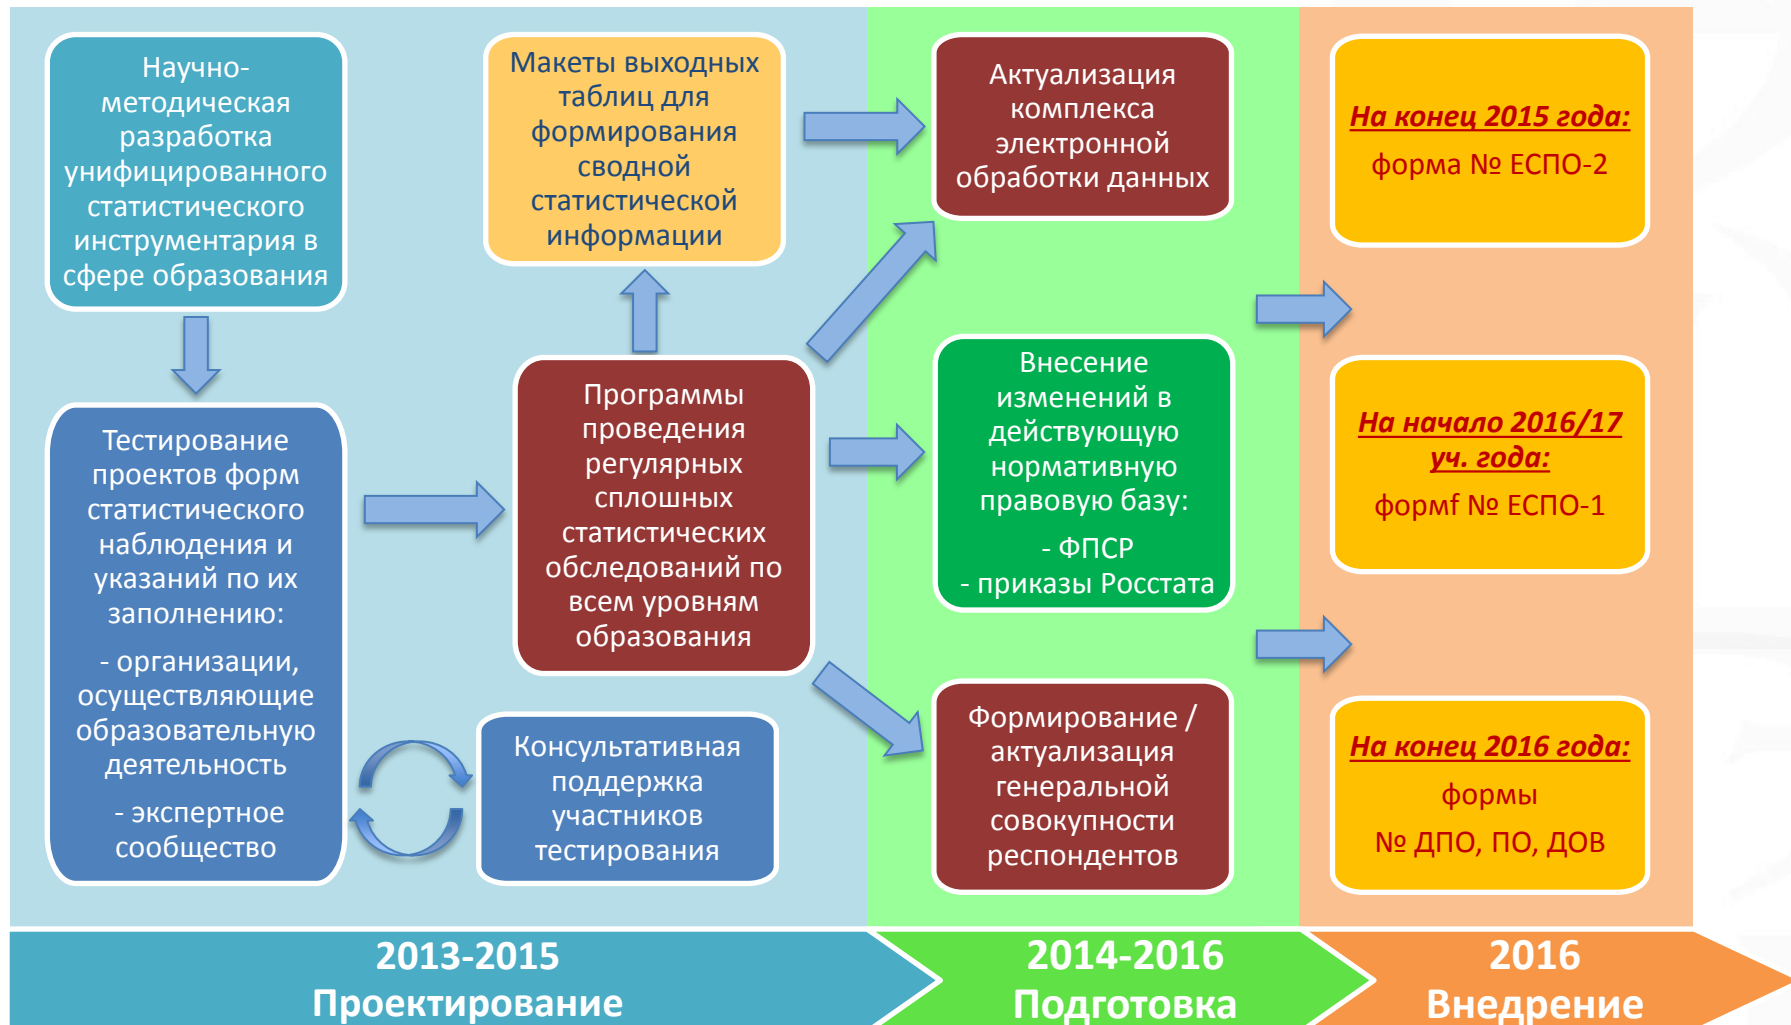 Научно-
методическая
разработка
унифицированного
статистического
инструментария в
сфере образования
Тестирование
проектов форм
статистического
наблюдения и
указаний по их
заполнению:
- организации,
осуществляющие
образовательную
деятельность
- экспертное
сообщество
Макеты выходных
таблиц для
формирования
сводной
статистической
информации
Программы
проведения
регулярных
сплошных
статистических
обследований по
всем уровням
образования
Консультативная
поддержка
участников
тестирования
Актуализация
комплекса
электронной
обработки данных
Внесение
изменений в
действующую
нормативную
правовую базу:
- ФПСР
- приказы Росстата
Формирование /
актуализация
генеральной
совокупности
респондентов
На конец 2015 года:
форма № ЕСПО-2
На начало 2016/17
уч. года:
формf № ЕСПО-1
На конец 2016 года:
формы
№ ДПО, ПО, ДОВ
2013-2015
Проектирование
2014-2016
Подготовка
2016
Внедрение